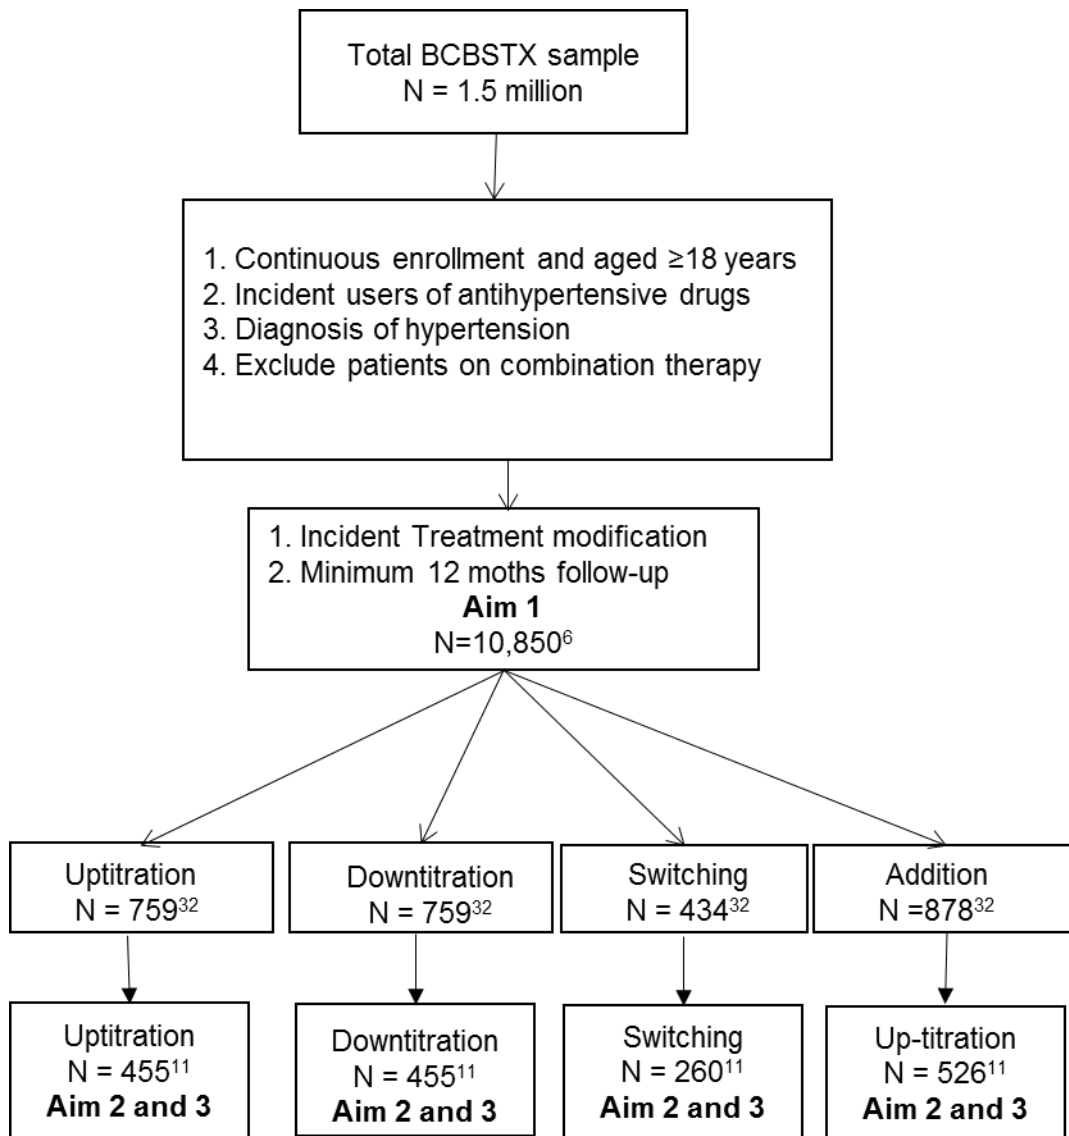 Total BCBSTX sample
N = 1.5 million
1. Continuous enrollment and aged ≥18 years
2. Incident users of antihypertensive drugs
3. Diagnosis of hypertension
4. Exclude patients on combination therapy
1. Incident Treatment modification
2. Minimum 12 moths follow-up
Aim 1
N=10,850⁶
Uptitration
N = 759³²
Downtitration
N = 759³²
Switching
N = 434³²
Addition
N =878³²
Uptitration
N = 455¹¹
Aim 2 and 3
Downtitration
N = 455¹¹
Aim 2 and 3
Switching
N = 260¹¹
Aim 2 and 3
Up-titration
N = 526¹¹
Aim 2 and 3